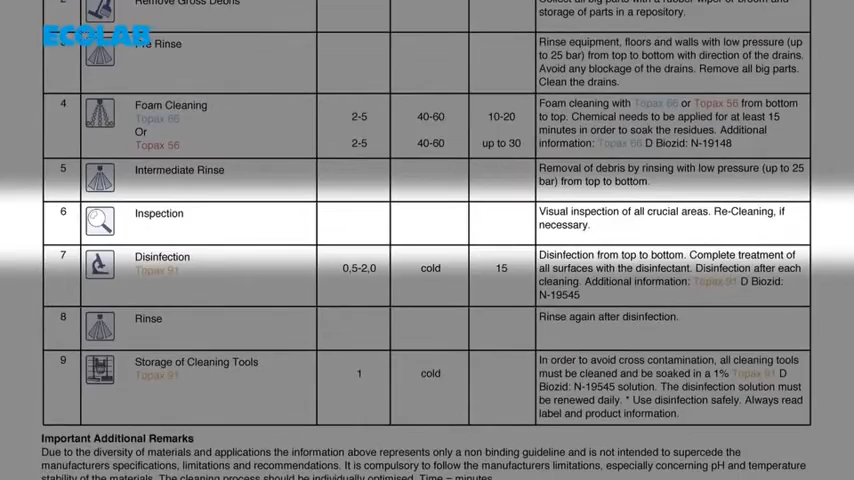 2
Remove Gross Debris
storage of parts in a repository.
ECOLAB
3
Pre Rinse
Rinse equipment, floors and walls with low pressure (up
to 25 bar) from top to bottom with direction of the drains.
Avoid any blockage of the drains. Remove all big parts.
Clean the drains.
4
Foam Cleaning
Topax 66
Or
Topax 56
2-5
2-5
40-60
40-60
10-20
up to 30
Foam cleaning with Topax 66 or Topax 56 from bottom
to top. Chemical needs to be applied for at least 15
minutes in order to soak the residues. Additional
information: Topax 66 D Biozid: N-19148
5
Intermediate Rinse
Removal of debris by rinsing with low pressure (up to 25
bar) from top to bottom.
6
Inspection
Visual inspection of all crucial areas. Re-Cleaning, if
necessary.
7
Disinfection
Topax 91
0,5-2,0
cold
15
Disinfection from top to bottom. Complete treatment of
all surfaces with the disinfectant. Disinfection after each
cleaning. Additional information: Topax 91 D Biozid:
N-19545
8
Rinse
Rinse again after disinfection.
9
Storage of Cleaning Tools
Topax 91
1
cold
In order to avoid cross contamination, all cleaning tools
must be cleaned and be soaked in a 1% Topax 91 D
Biozid: N-19545 solution. The disinfection solution must
be renewed daily. * Use disinfection safely. Always read
label and product information.
Important Additional Remarks
Due to the diversity of materials and applications the information above represents only a non binding guideline and is not intended to supercede the
manufacturers specifications, limitations and recommendations. It is compulsory to follow the manufacturers limitations, especially concerning pH and temperature
stability of the materials. The cleaning process should be individually optimised. Time = minutes